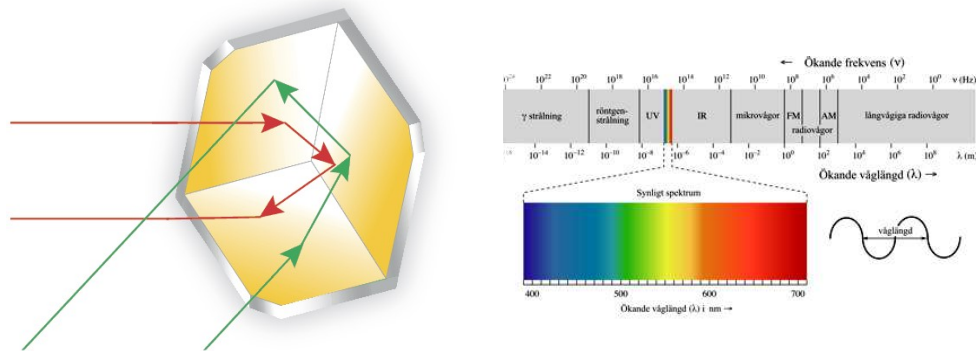 ← Ökande frekvens (ν)
10²⁴ 10²² 10²⁰ 10¹⁸ 10¹⁶ 10¹⁴ 10¹² 10¹⁰ 10⁸ 10⁶ 10⁴ 10² 10⁰ ν (Hz)
γ strålning röntgen- UV IR mikrovågor FM AM långvågiga radiovågor
strålning radiovågor
10⁻¹⁴ 10⁻¹² 10⁻¹⁰ 10⁻⁸ 10⁻⁶ 10⁻⁴ 10⁻² 10⁰ 10² 10⁴ 10⁶ 10⁸ λ (m
Ökande våglängd (λ) →
Synligt spektrum
våglängd
400 500 600 700
Ökande våglängd (λ) i nm →